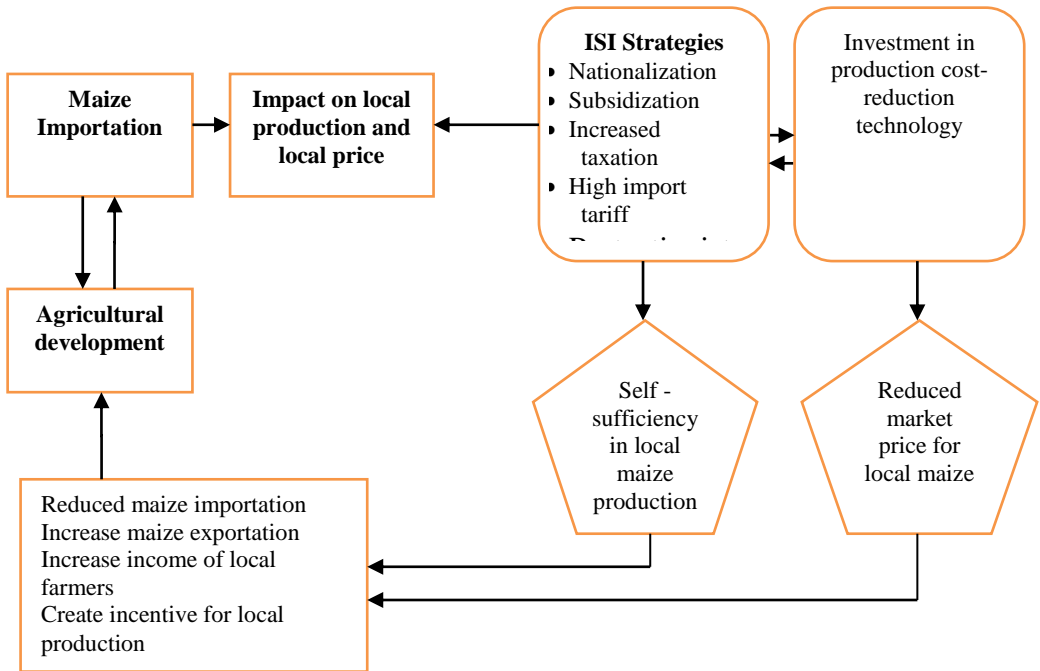 Maize
Importation
Impact on local
production and
local price
ISI Strategies
Nationalization
Subsidization
Increased
taxation
High import
tariff
Investment in
production cost-
reduction
technology
Agricultural
development
Self -
sufficiency
in local
maize
production
Reduced
market
price for
local maize
Reduced maize importation
Increase maize exportation
Increase income of local
farmers
Create incentive for local
production